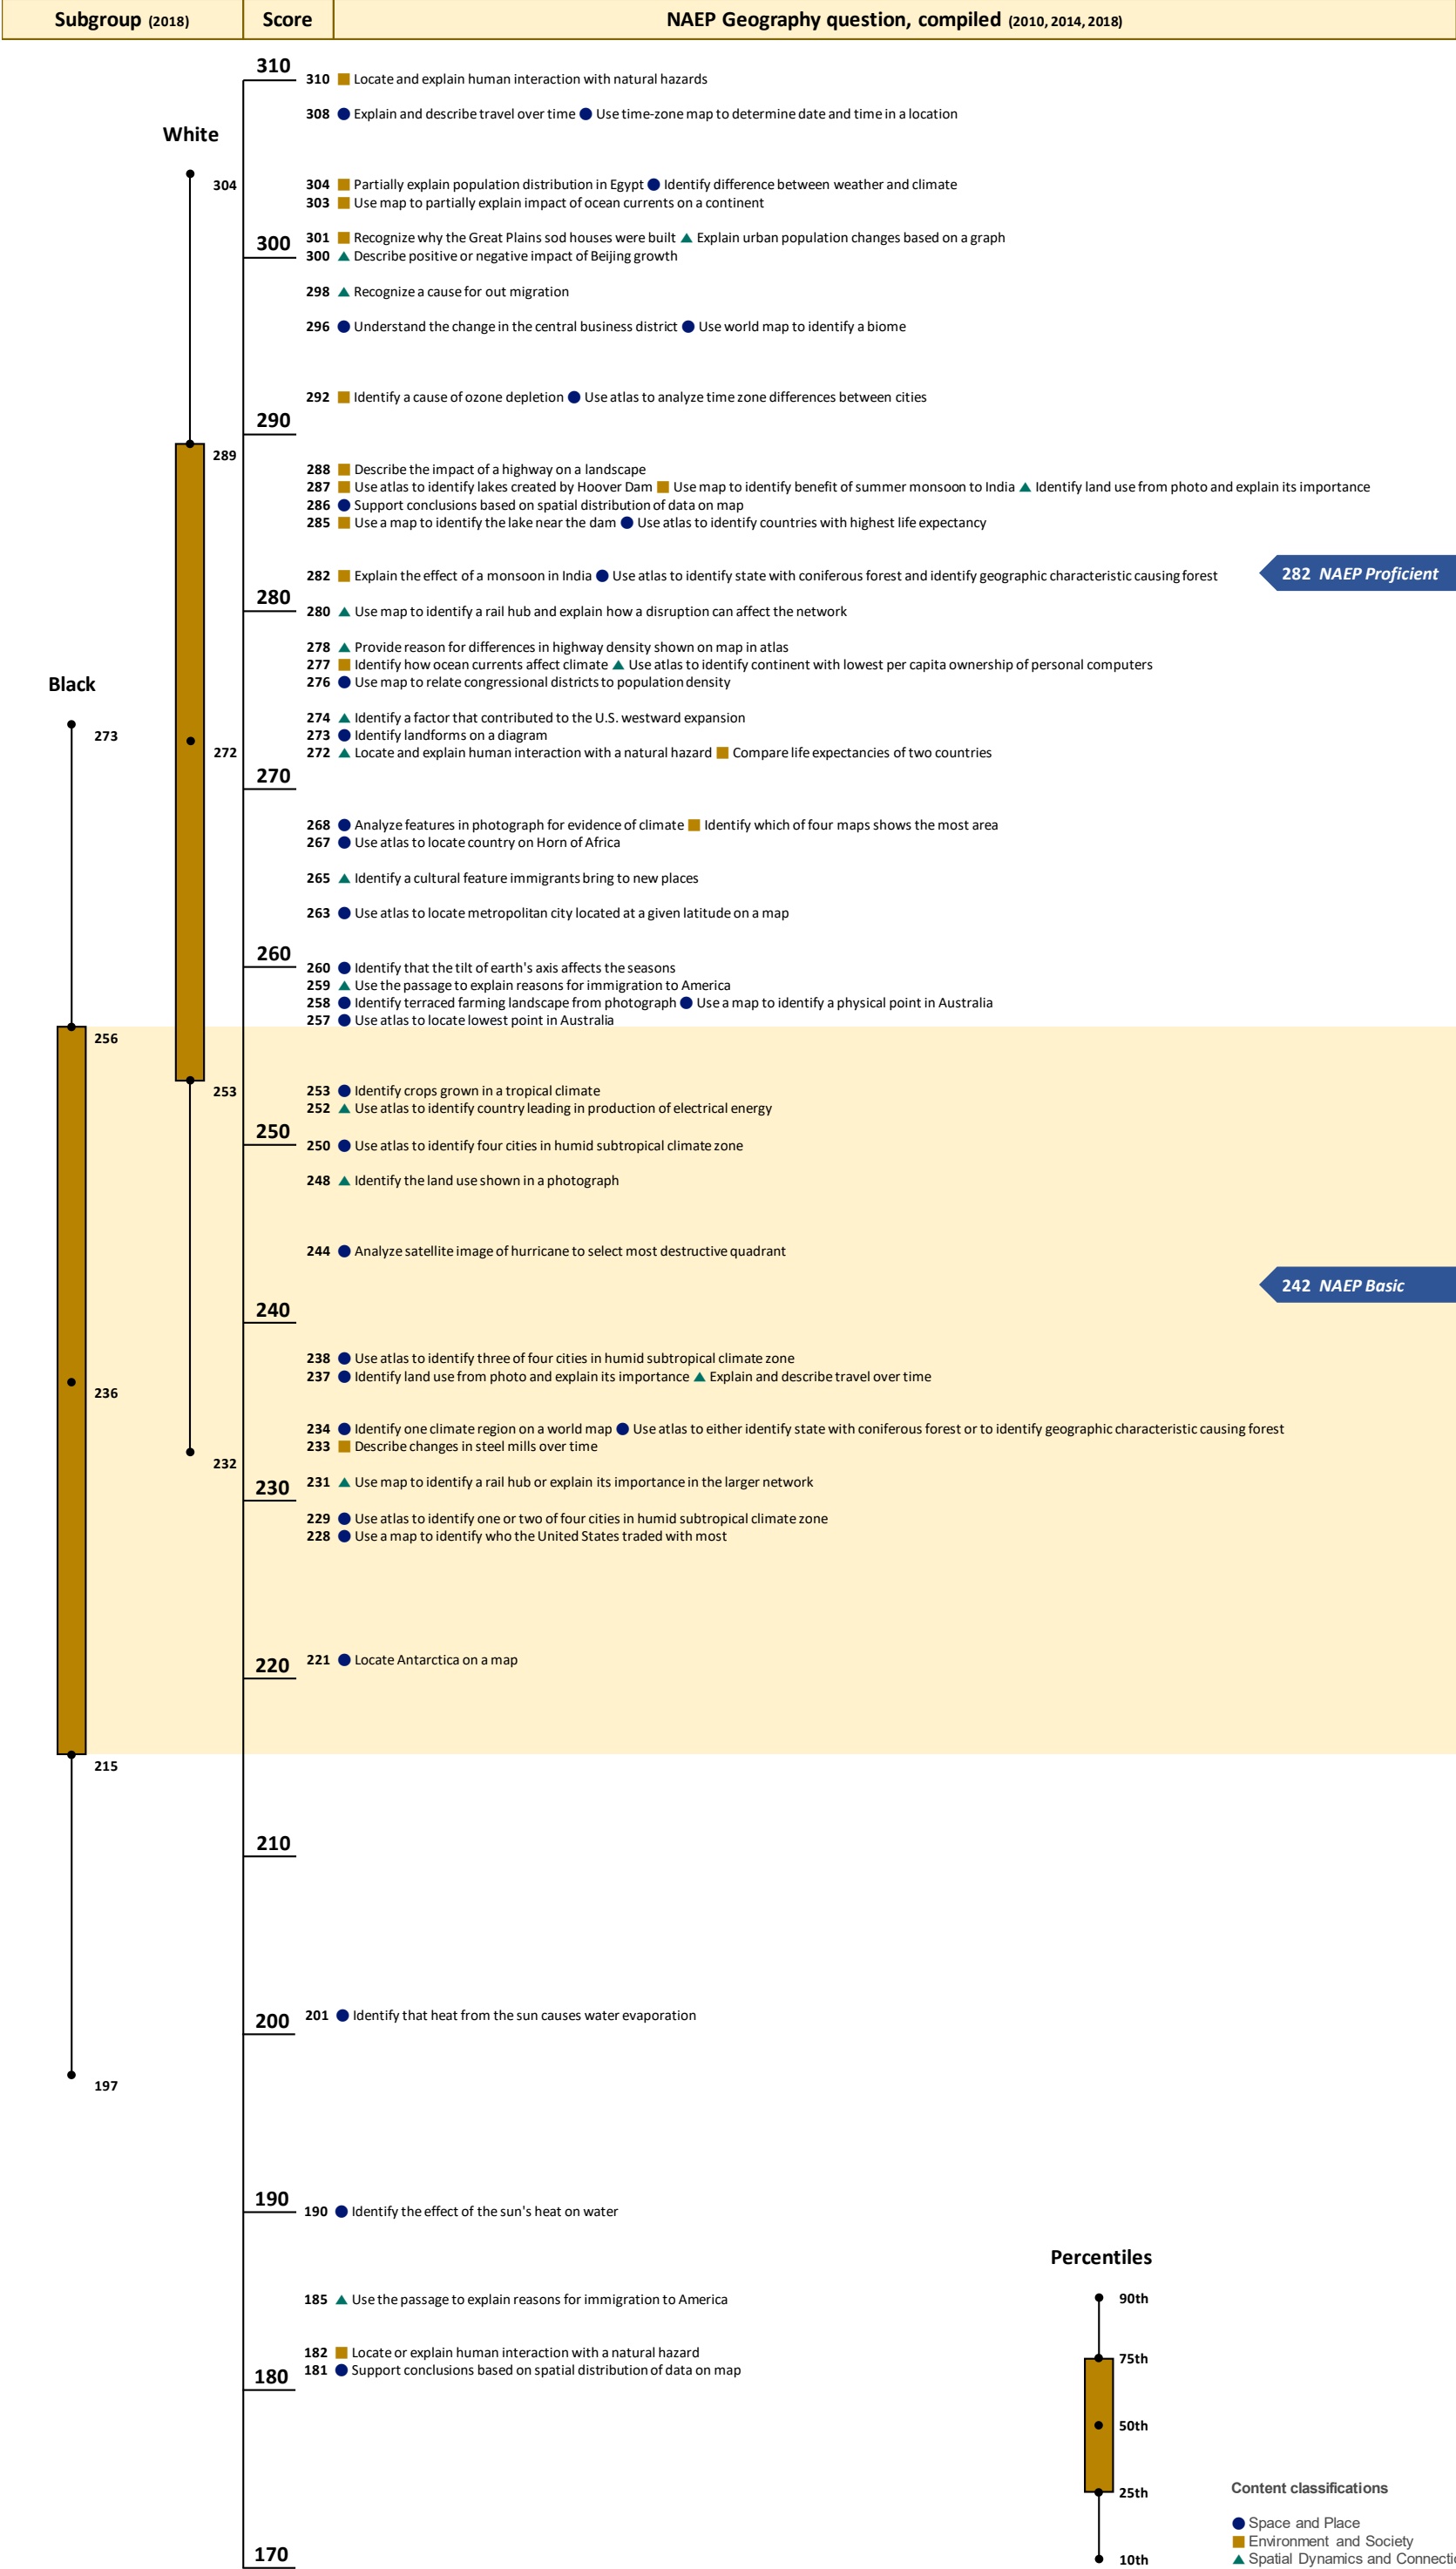 Subgroup (2018) Score NAEP Geography question, compiled (2010, 2014, 2018)
310
310 Locate and explain human interaction with natural hazards
308 Explain and describe travel over time Use time-zone map to determine date and time in a location
White
304
304 Partially explain population distribution in Egypt Identify difference between weather and climate
303 Use map to partially explain impact of ocean currents on a continent
301 Recognize why the Great Plains sod houses were built Explain urban population changes based on a graph
300
300 Describe positive or negative impact of Beijing growth
298 Recognize a cause for out migration
296 Understand the change in the central business district Use world map to identify a biome
292 Identify a cause of ozone depletion Use atlas to analyze time zone differences between cities
290
289
288 Describe the impact of a highway on a landscape
287 Use atlas to identify lakes created by Hoover Dam Use map to identify benefit of summer monsoon to India Identify land use from photo and explain its importance
286 Support conclusions based on spatial distribution of data on map
285 Use a map to identify the lake near the dam Use atlas to identify countries with highest life expectancy
282 Explain the effect of a monsoon in India Use atlas to identify state with coniferous forest and identify geographic characteristic causing forest
282 NAEP Proficient
280
280 Use map to identify a rail hub and explain how a disruption can affect the network
278 Provide reason for differences in highway density shown on map in atlas
277 Identify how ocean currents affect climate Use atlas to identify continent with lowest per capita ownership of personal computers
276 Use map to relate congressional districts to population density
Black
274 Identify a factor that contributed to the U.S. westward expansion
273
273 Identify landforms on a diagram
272
272 Locate and explain human interaction with a natural hazard Compare life expectancies of two countries
270
268 Analyze features in photograph for evidence of climate Identify which of four maps shows the most area
267 Use atlas to locate country on Horn of Africa
265 Identify a cultural feature immigrants bring to new places
263 Use atlas to locate metropolitan city located at a given latitude on a map
260
260 Identify that the tilt of earth's axis affects the seasons
259 Use the passage to explain reasons for immigration to America
258 Identify terraced farming landscape from photograph Use a map to identify a physical point in Australia
257 Use atlas to locate lowest point in Australia
256
253
253 Identify crops grown in a tropical climate
252 Use atlas to identify country leading in production of electrical energy
250
250 Use atlas to identify four cities in humid subtropical climate zone
248 Identify the land use shown in a photograph
244 Analyze satellite image of hurricane to select most destructive quadrant
242 NAEP Basic
240
238 Use atlas to identify three of four cities in humid subtropical climate zone
237 Identify land use from photo and explain its importance Explain and describe travel over time
236
234 Identify one climate region on a world map Use atlas to either identify state with coniferous forest or to identify geographic characteristic causing forest
233 Describe changes in steel mills over time
232
231 Use map to identify a rail hub or explain its importance in the larger network
230
229 Use atlas to identify one or two of four cities in humid subtropical climate zone
228 Use a map to identify who the United States traded with most
221 Locate Antarctica on a map
220
215
210
201 Identify that heat from the sun causes water evaporation
200
197
190
190 Identify the effect of the sun's heat on water
185 Use the passage to explain reasons for immigration to America
182 Locate or explain human interaction with a natural hazard
181 Support conclusions based on spatial distribution of data on map
180
170
Percentiles
90th
75th
50th
25th
10th
Content classifications
Space and Place
Environment and Society
Spatial Dynamics and